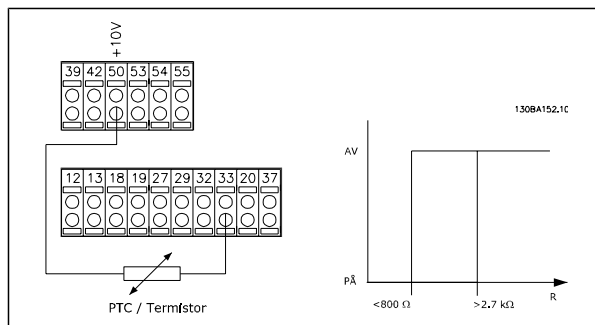 +10V
39 42 50 53 54 55
12 13 18 19 27 29 32 33 20 37
PTC / Termistor
130BA152.10
AV
PÅ
R
<800 Ω
>2.7 kΩ